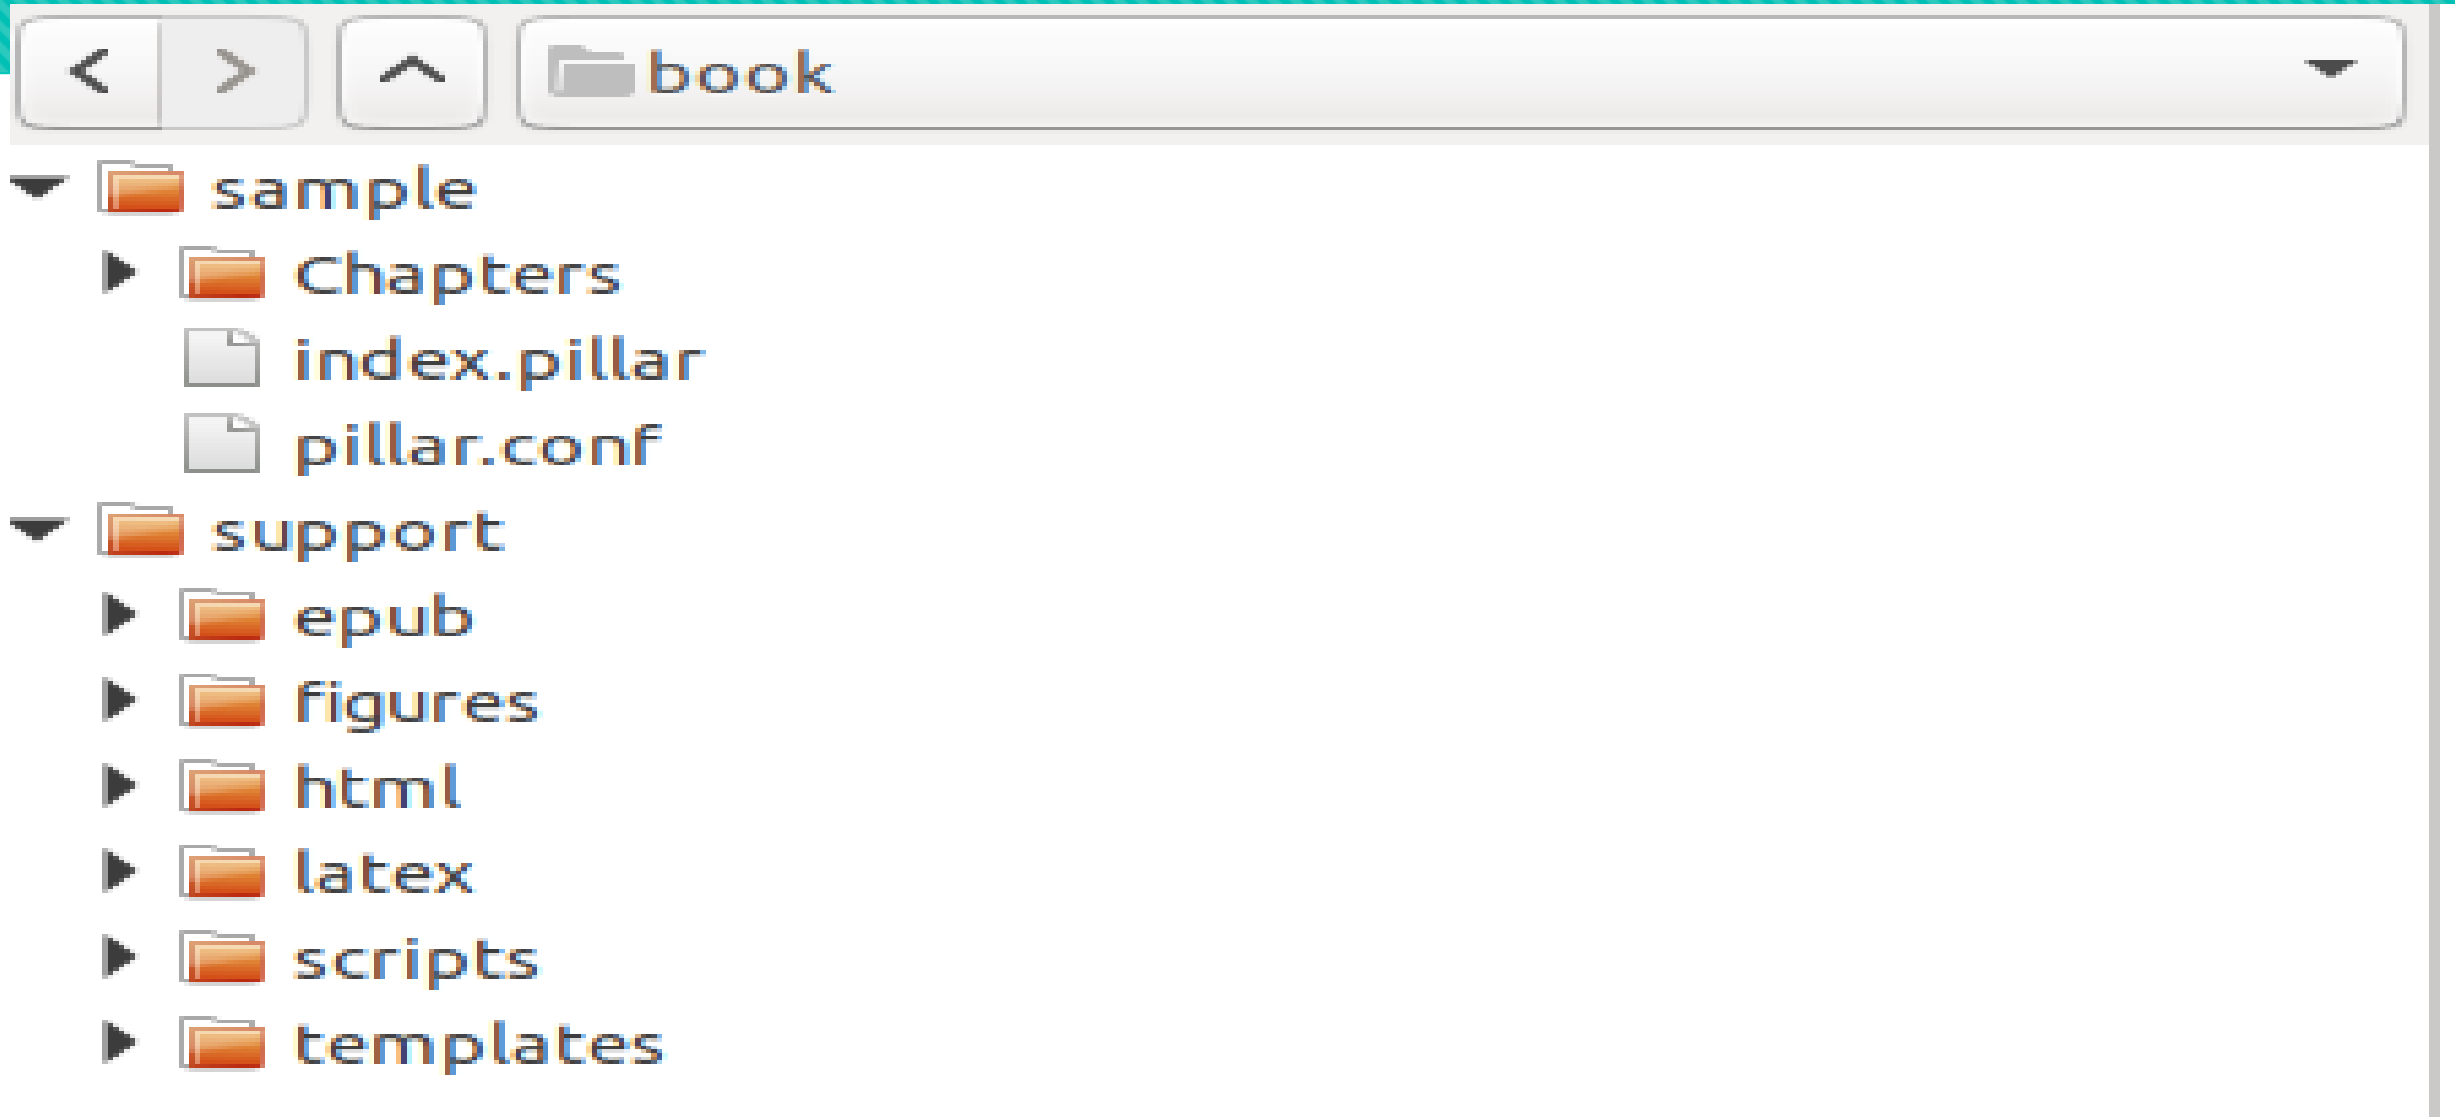 book
sample
Chapters
index.pillar
pillar.conf
support
epub
figures
html
latex
scripts
templates